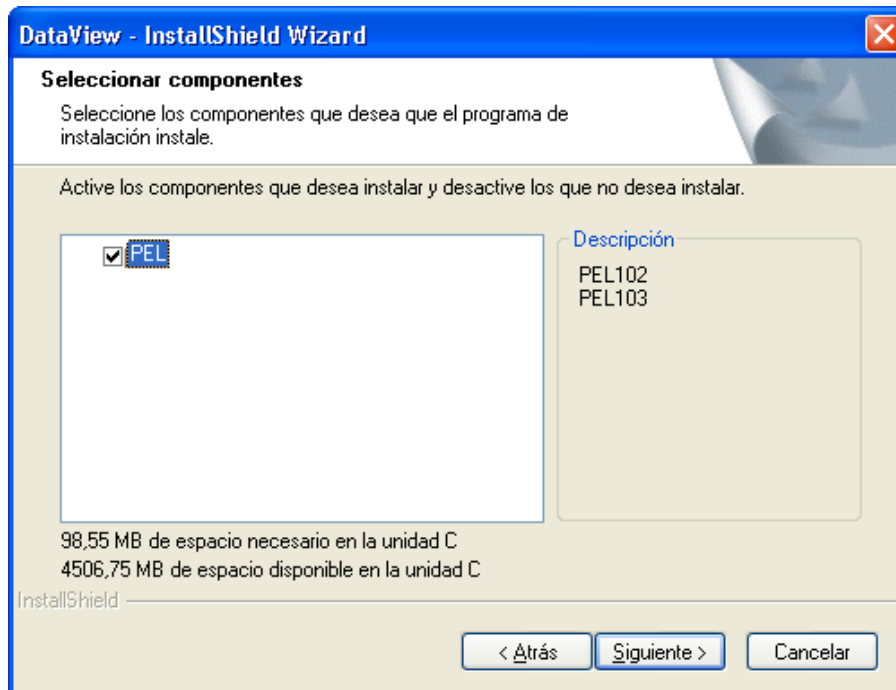 DataView - InstallShield Wizard
Seleccionar componentes
Seleccione los componentes que desea que el programa de
instalación instale.
Active los componentes que desea instalar y desactive los que no desea instalar.
PEL
Descripción
PEL102
PEL103
98,55 MB de espacio necesario en la unidad C
4506,75 MB de espacio disponible en la unidad C
InstallShield
< Atrás
Siguiente >
Cancelar